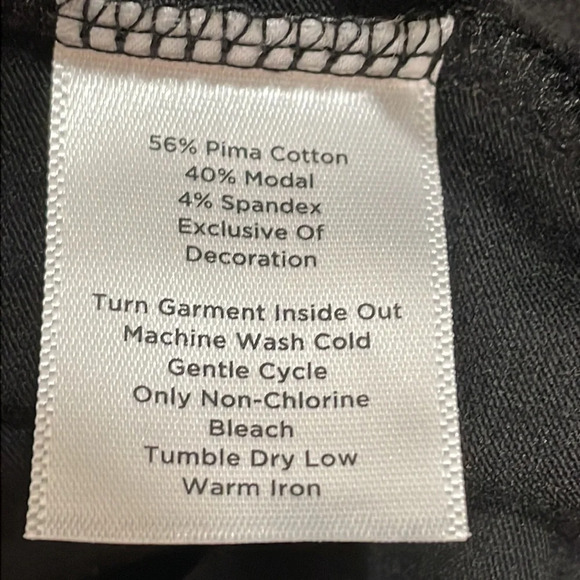 56% Pima Cotton
40% Modal
4% Spandex
Exclusive Of
Decoration
Turn Garment Inside Out
Machine Wash Cold
Gentle Cycle
Only Non-Chlorine
Bleach
Tumble Dry Low
Warm Iron